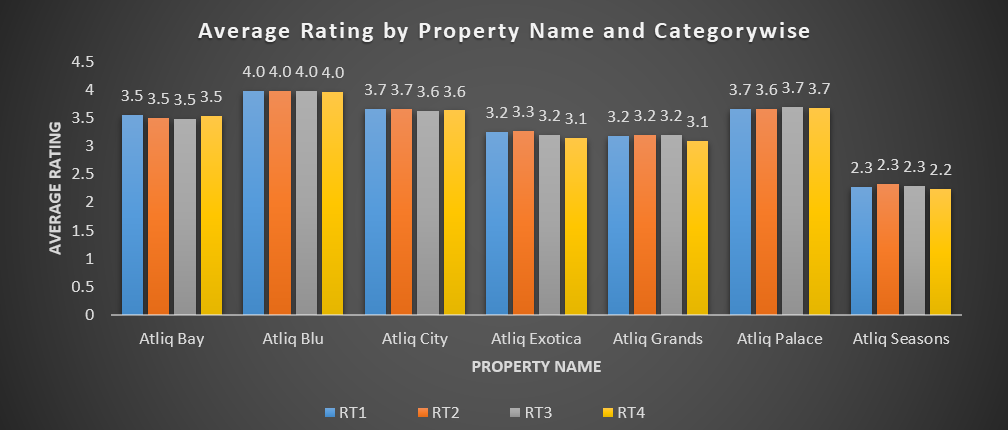 Average Rating by Property Name and Categorywise
AVERAGE RATING
4.5
4
3.5
3
2.5
2
1.5
1
0.5
0
3.5 3.5 3.5 3.5
4.0 4.0 4.0 4.0
3.7 3.7 3.6 3.6
3.2 3.3 3.2 3.1
3.2 3.2 3.2 3.1
3.7 3.6 3.7 3.7
2.3 2.3 2.3 2.2
Atliq Bay Atliq Blu Atliq City Atliq Exotica Atliq Grands Atliq Palace Atliq Seasons
PROPERTY NAME
RT1 RT2 RT3 RT4